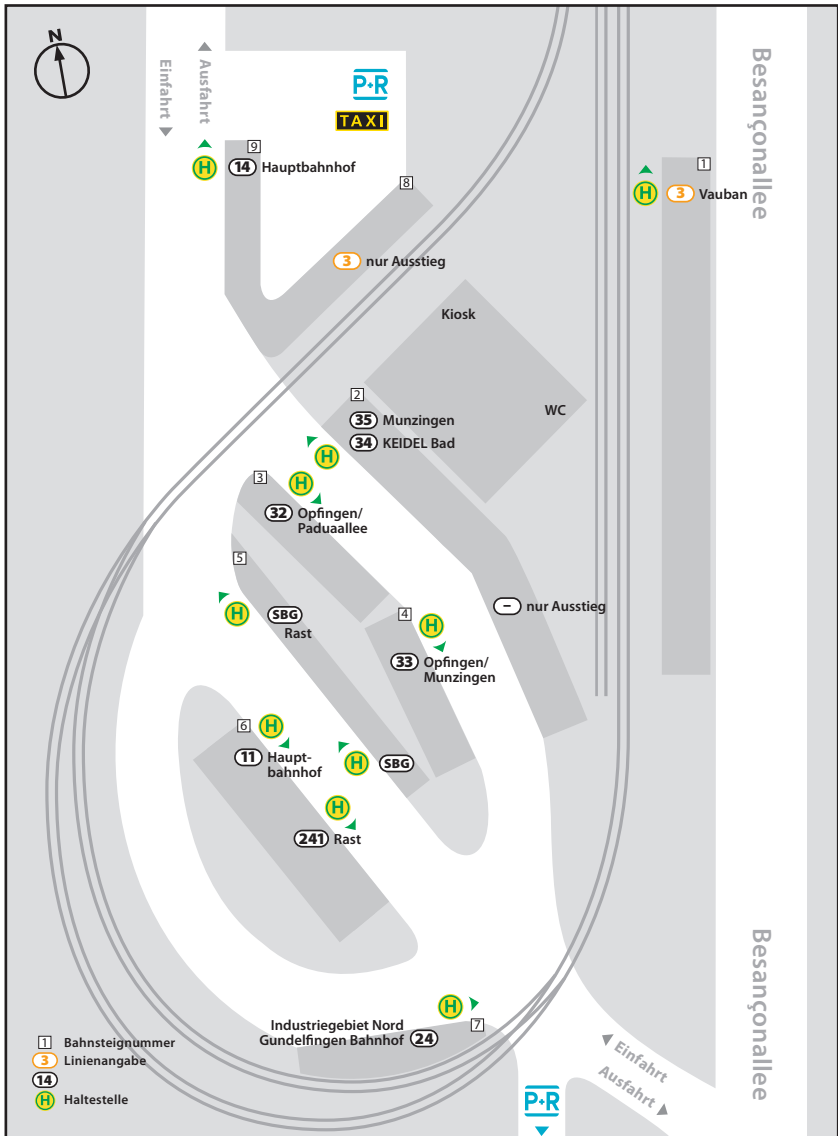 N
Einfahrt
Ausfahrt
P+R
TAXI
Besançonallee
9
14 Hauptbahnhof
8
1
3 Vauban
3 nur Ausstieg
Kiosk
WC
2
35 Munzingen
34 KEIDEL Bad
H
H
H
H
3
32 Opfingen/
Paduaallee
5
H
SBG
Rast
4
H
33 Opfingen/
Munzingen
– nur Ausstieg
6
H
11 Haupt-
bahnhof
H
SBG
H
241 Rast
Besançonallee
H
7
Industriegebiet Nord
Gundelfingen Bahnhof 24
Einfahrt
Ausfahrt
P+R
1 Bahnsteignummer
3 Linienangabe
14
H Haltestelle